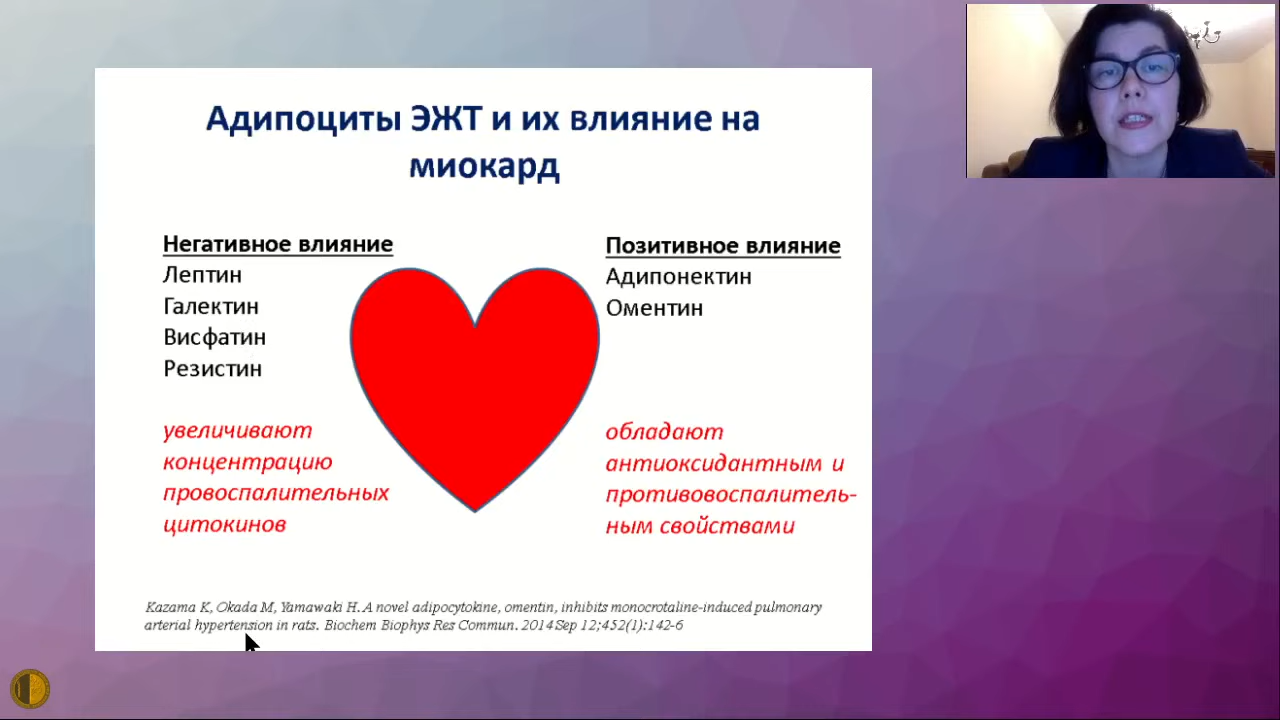 Адипоциты ЭЖТ и их влияние на
миокард
Негативное влияние
Лептин
Галектин
Висфатин
Резистин
увеличивают
концентрацию
провоспалительных
цитокинов
Позитивное влияние
Адипонектин
Оментин
обладают
антиоксидантным и
противовоспалитель-
ным свойствами
Kazama K, Okada M, Yamawaki H. A novel adipocytokine, omentin, inhibits monocrotaline-induced pulmonary
arterial hypertension in rats. Biochem Biophys Res Commun. 2014 Sep 12;452(1):142-6